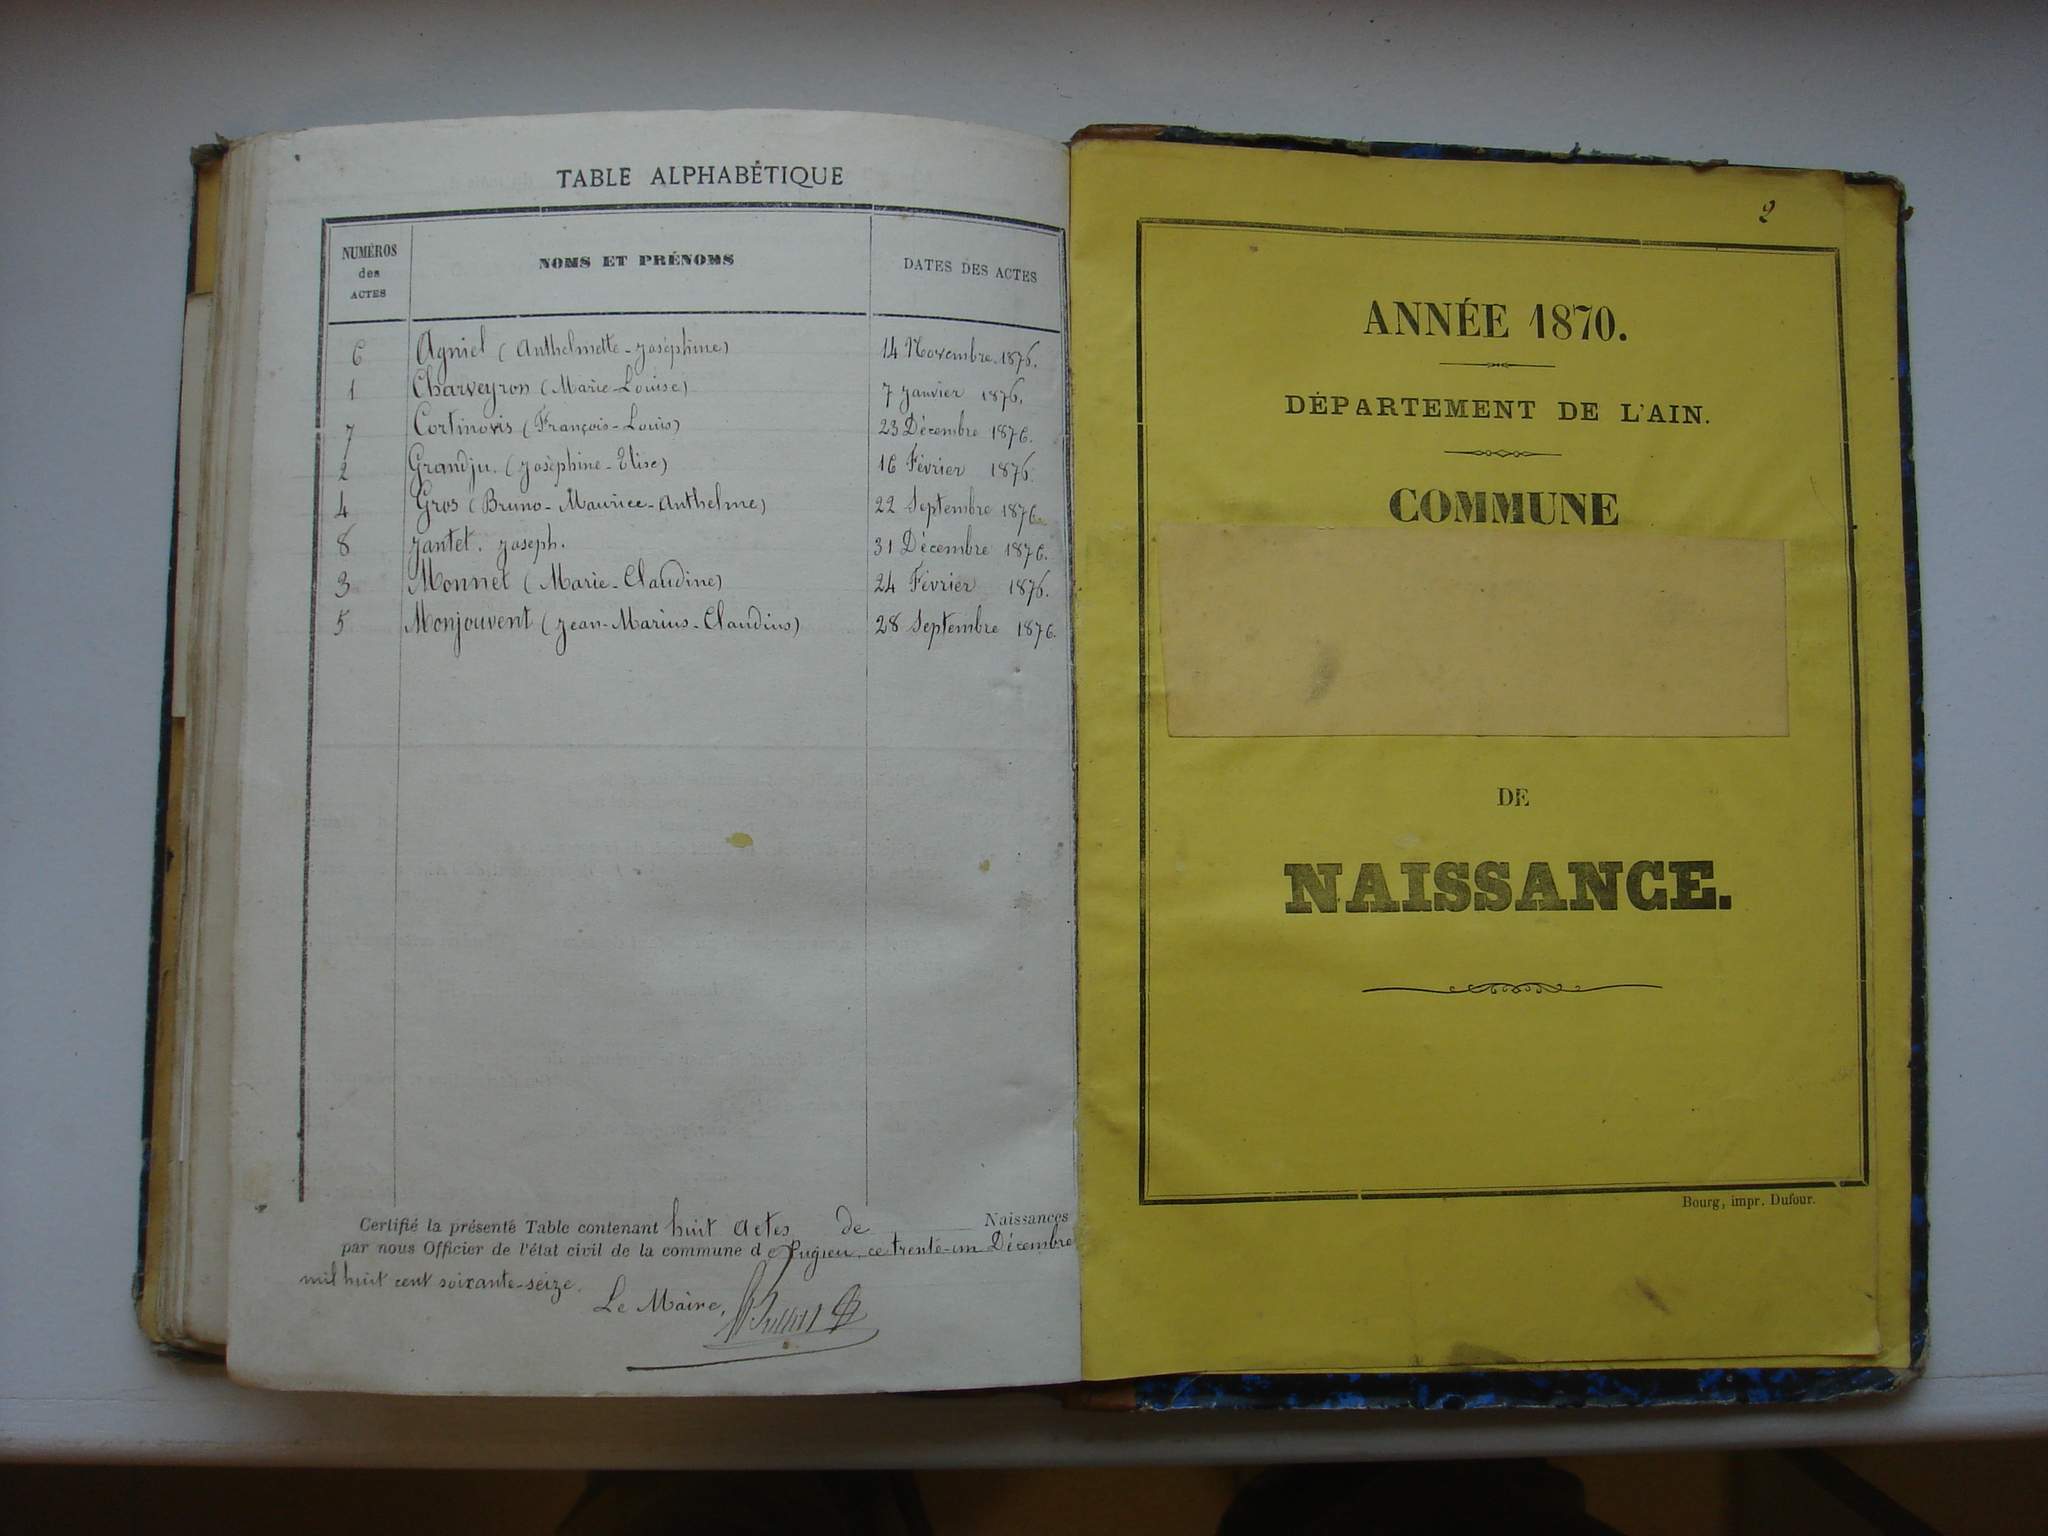 TABLE ALPHABÉTIQUE
NUMÉROS des ACTES NOMS ET PRÉNOMS DATES DES ACTES
6 Agniel (Anthelmette-Joséphine) 14 Novembre 1876.
1 Charveyron (Marie-Louise) 7 Janvier 1876.
7 Cortinovis (François-Louis) 23 Décembre 1876.
2 Grandju. (Joséphine-Elise) 16 Février 1876.
4 Gros (Bruno-Maurice-Anthelme) 22 Septembre 1876
8 Jantet. Joseph. 31 Décembre 1876.
3 Monnet (Marie-Claudine) 24 Février 1876.
5 Monjouvent (Jean-Marius-Claudius) 28 Septembre 1876.
Certifié la présente Table contenant huit actes de Naissances
par nous Officier de l'état civil de la commune de Pugieu, ce trente-un Décembre
mil huit cent soixante-seize.
Le Maire,
2
ANNÉE 1870.
DÉPARTEMENT DE L'AIN.
COMMUNE
DE
NAISSANCE.
Bourg, impr. Dufour.